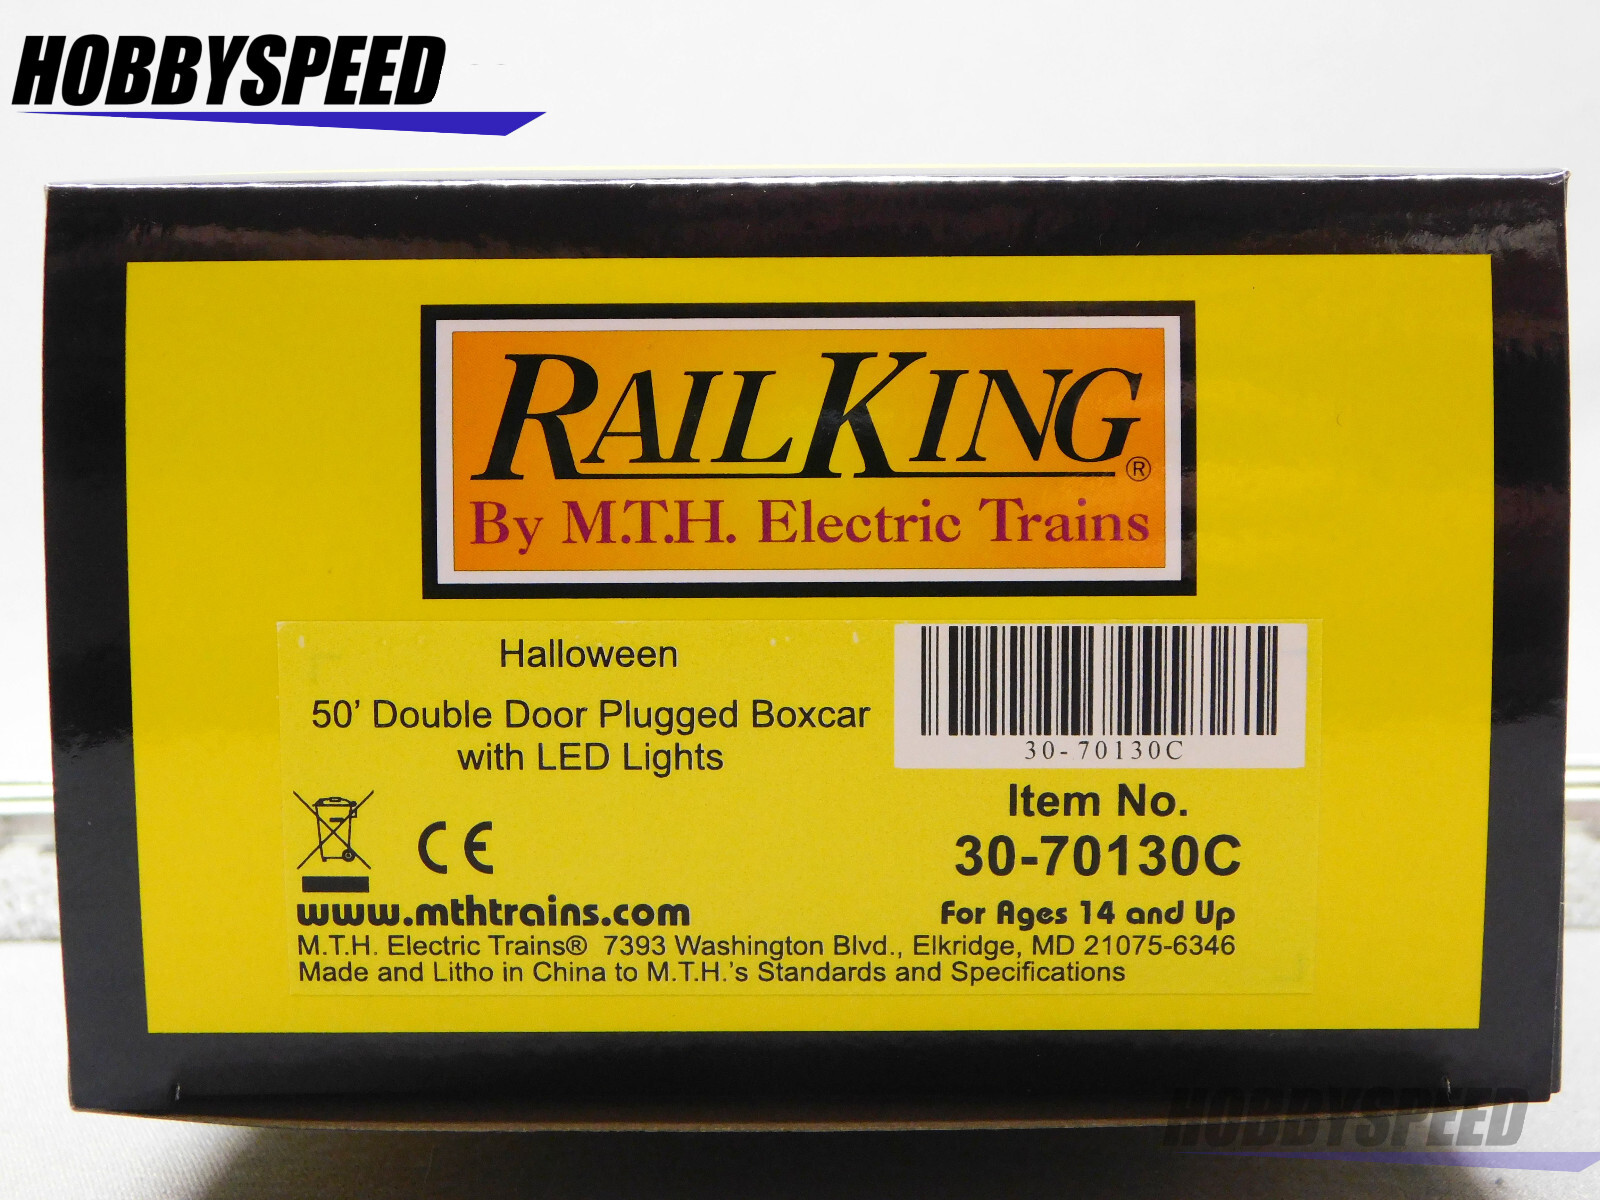 HOBBYSPEED
RAILKING®
By M.T.H. Electric Trains
Halloween
50' Double Door Plugged Boxcar
with LED Lights
30-70130C
Item No.
30-70130C
CE
www.mthtrains.com
For Ages 14 and Up
M.T.H. Electric Trains® 7393 Washington Blvd., Elkridge, MD 21075-6346
Made and Litho in China to M.T.H.'s Standards and Specifications
HOBBYSPEED